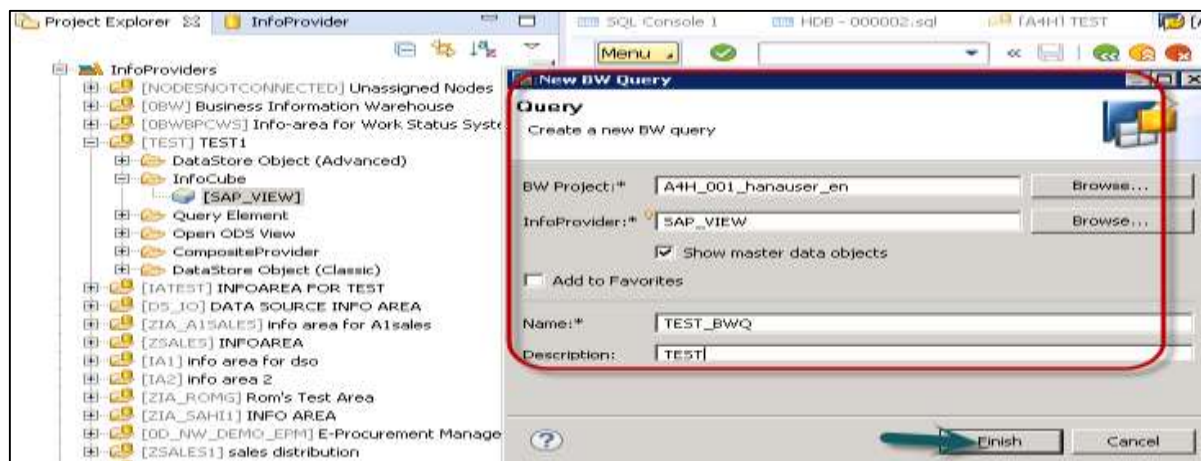 Project Explorer InfoProvider
SQL Console 1 HDB - 000002.sql [A4H] TEST
Menu
InfoProviders
[NODESNOTCONNECTED] Unassigned Nodes
[0BW] Business Information Warehouse
[0BWBPCWS] Info-area for Work Status Syste
[TEST] TEST1
DataStore Object (Advanced)
InfoCube
[SAP_VIEW]
Query Element
Open ODS View
CompositeProvider
DataStore Object (Classic)
[IATEST] INFOAREA FOR TEST
[DS_IO] DATA SOURCE INFO AREA
[ZIA_A1SALES] info area for A1sales
[ZSALES] INFOAREA
[IA1] info area for dso
[IA2] info area 2
[ZIA_ROMG] Rom's Test Area
[ZIA_SAHI1] INFO AREA
[0D_NW_DEMO_EPM] E-Procurement Manage
[ZSALES1] sales distribution
New BW Query
Query
Create a new BW query
BW Project:* A4H_001_hanauser_en Browse...
InfoProvider:* SAP_VIEW Browse...
Show master data objects
Add to Favorites
Name:* TEST_BWQ
Description: TEST
Finish Cancel